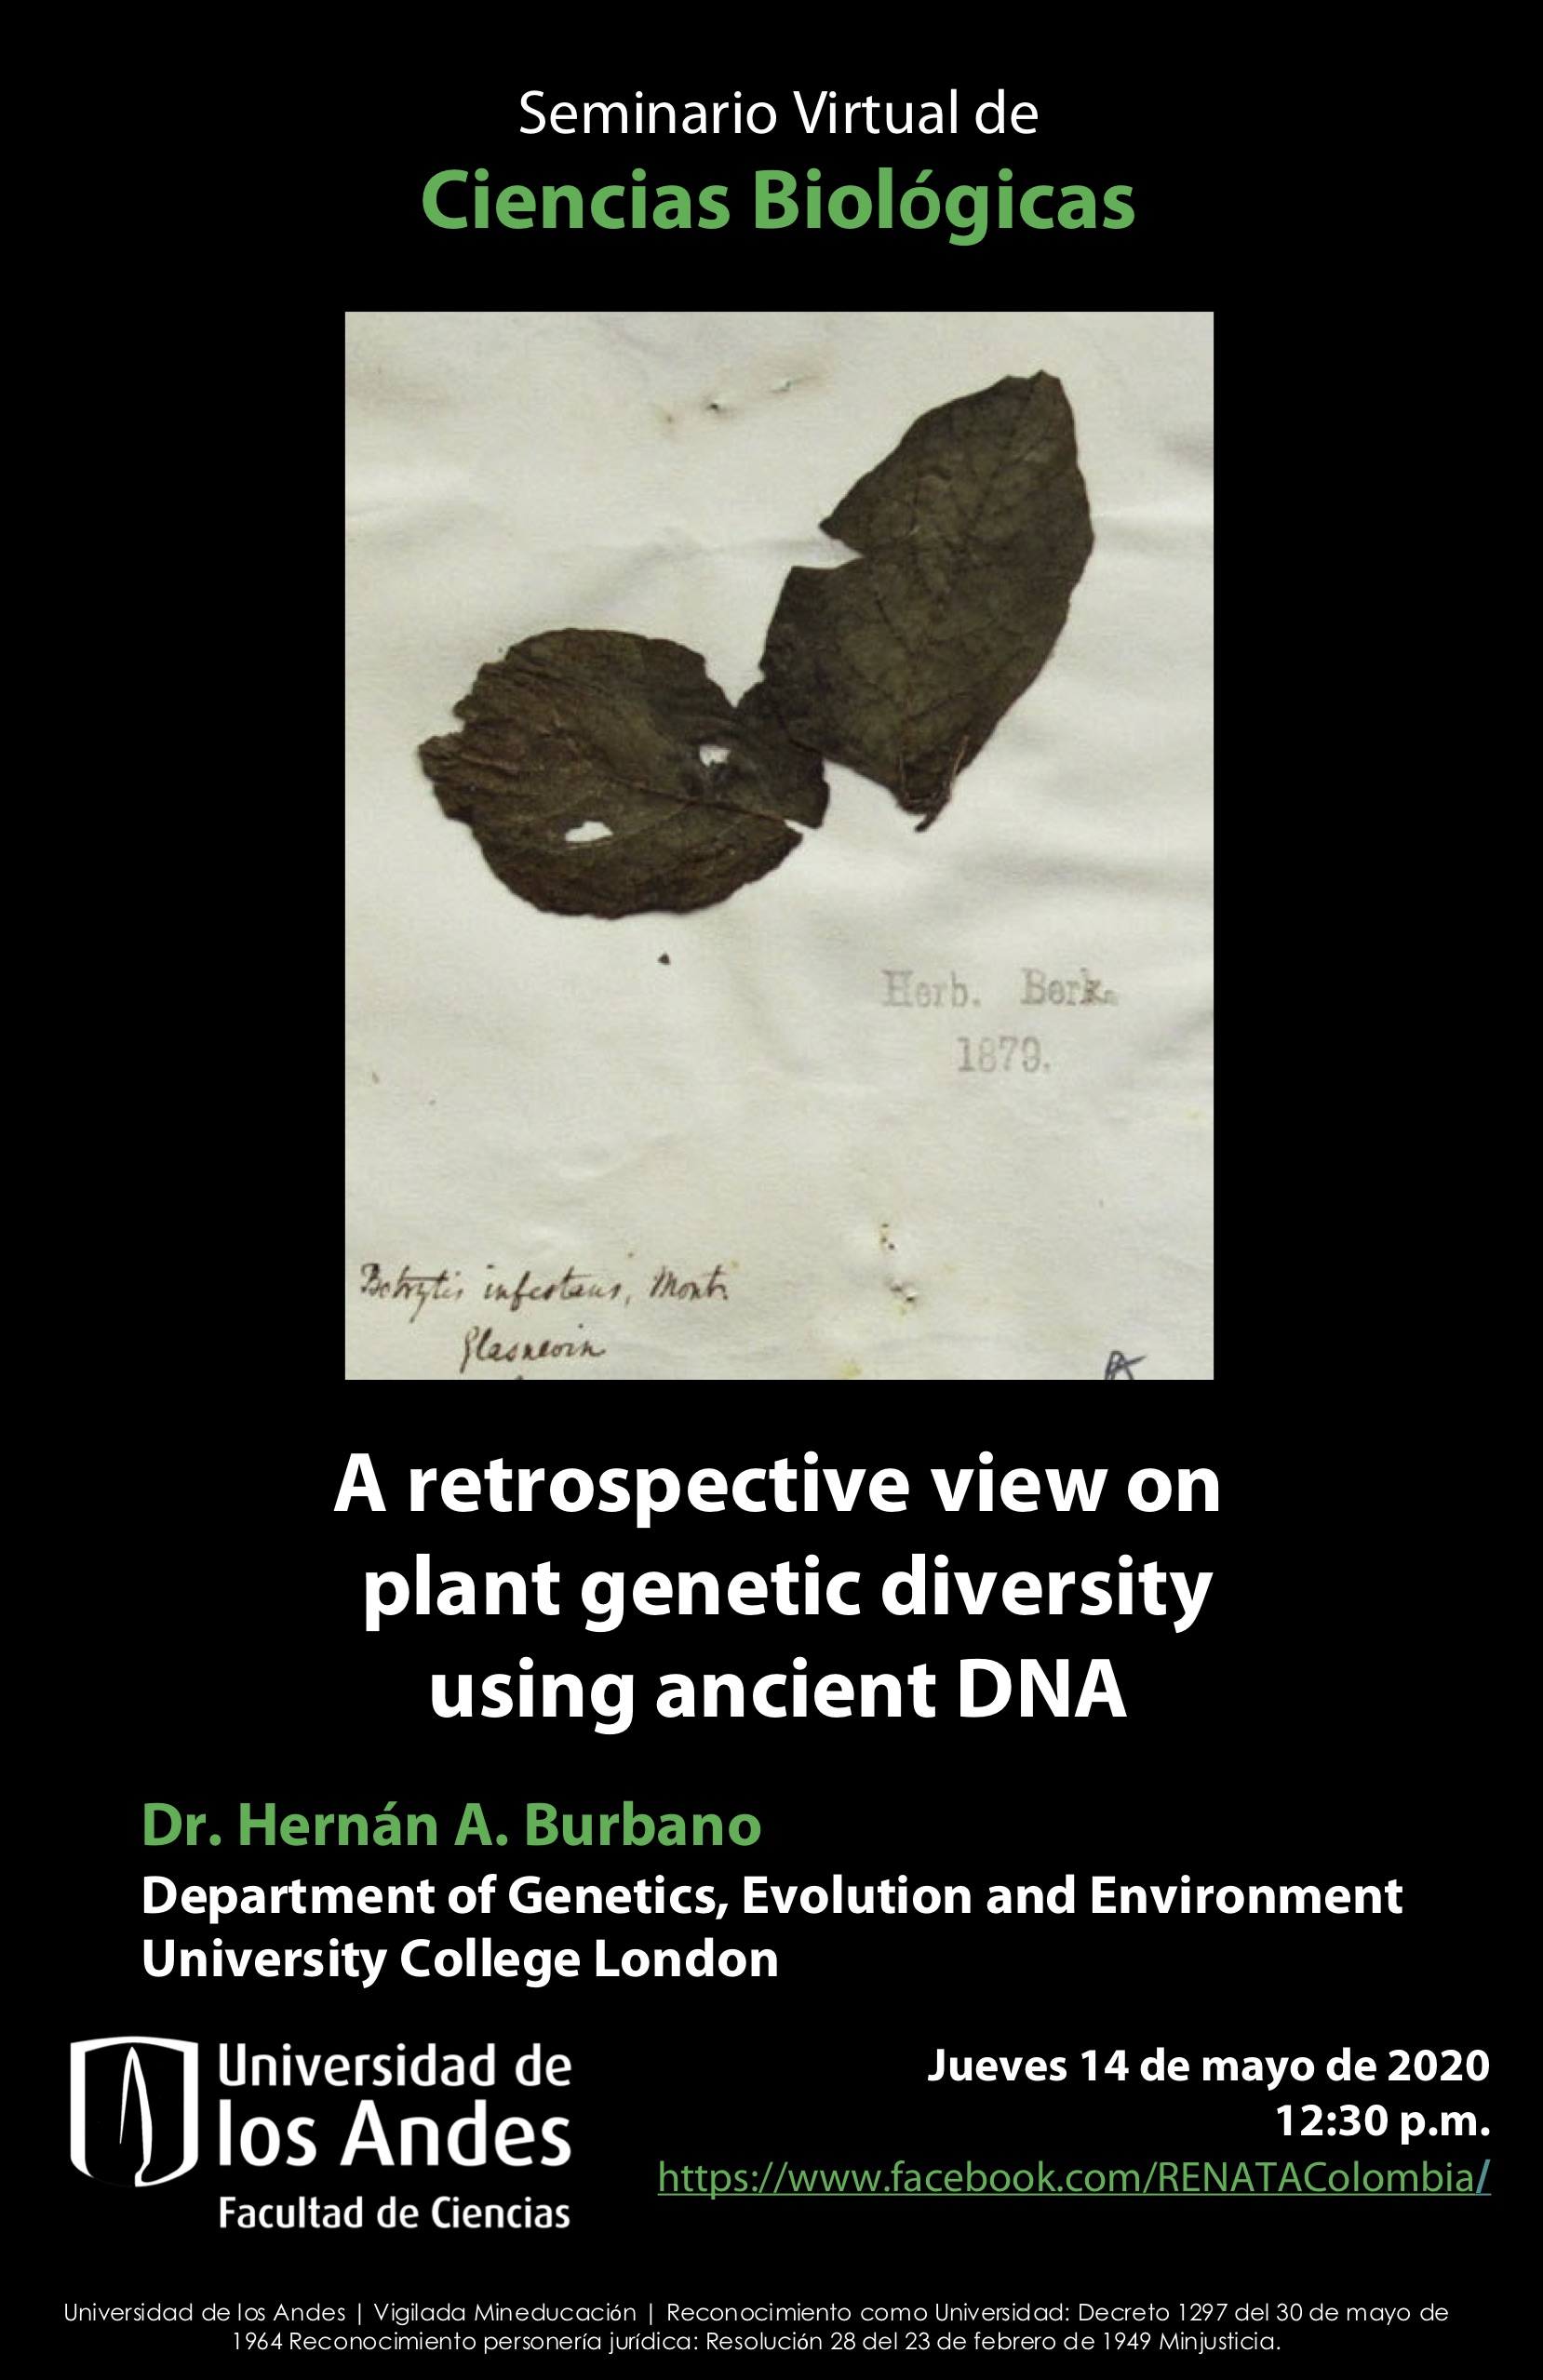 Seminario Virtual de
Ciencias Biológicas
Herb. Berk.
1879.
Botrytis infestans, Mont.
Glasnevin
A
A retrospective view on
plant genetic diversity
using ancient DNA
Dr. Hernán A. Burbano
Department of Genetics, Evolution and Environment
University College London
Universidad de
los Andes
Facultad de Ciencias
Jueves 14 de mayo de 2020
12:30 p.m.
https://www.facebook.com/RENATAColombia/
Universidad de los Andes | Vigilada Mineducación | Reconocimiento como Universidad: Decreto 1297 del 30 de mayo de
1964 Reconocimiento personería jurídica: Resolución 28 del 23 de febrero de 1949 Minjusticia.